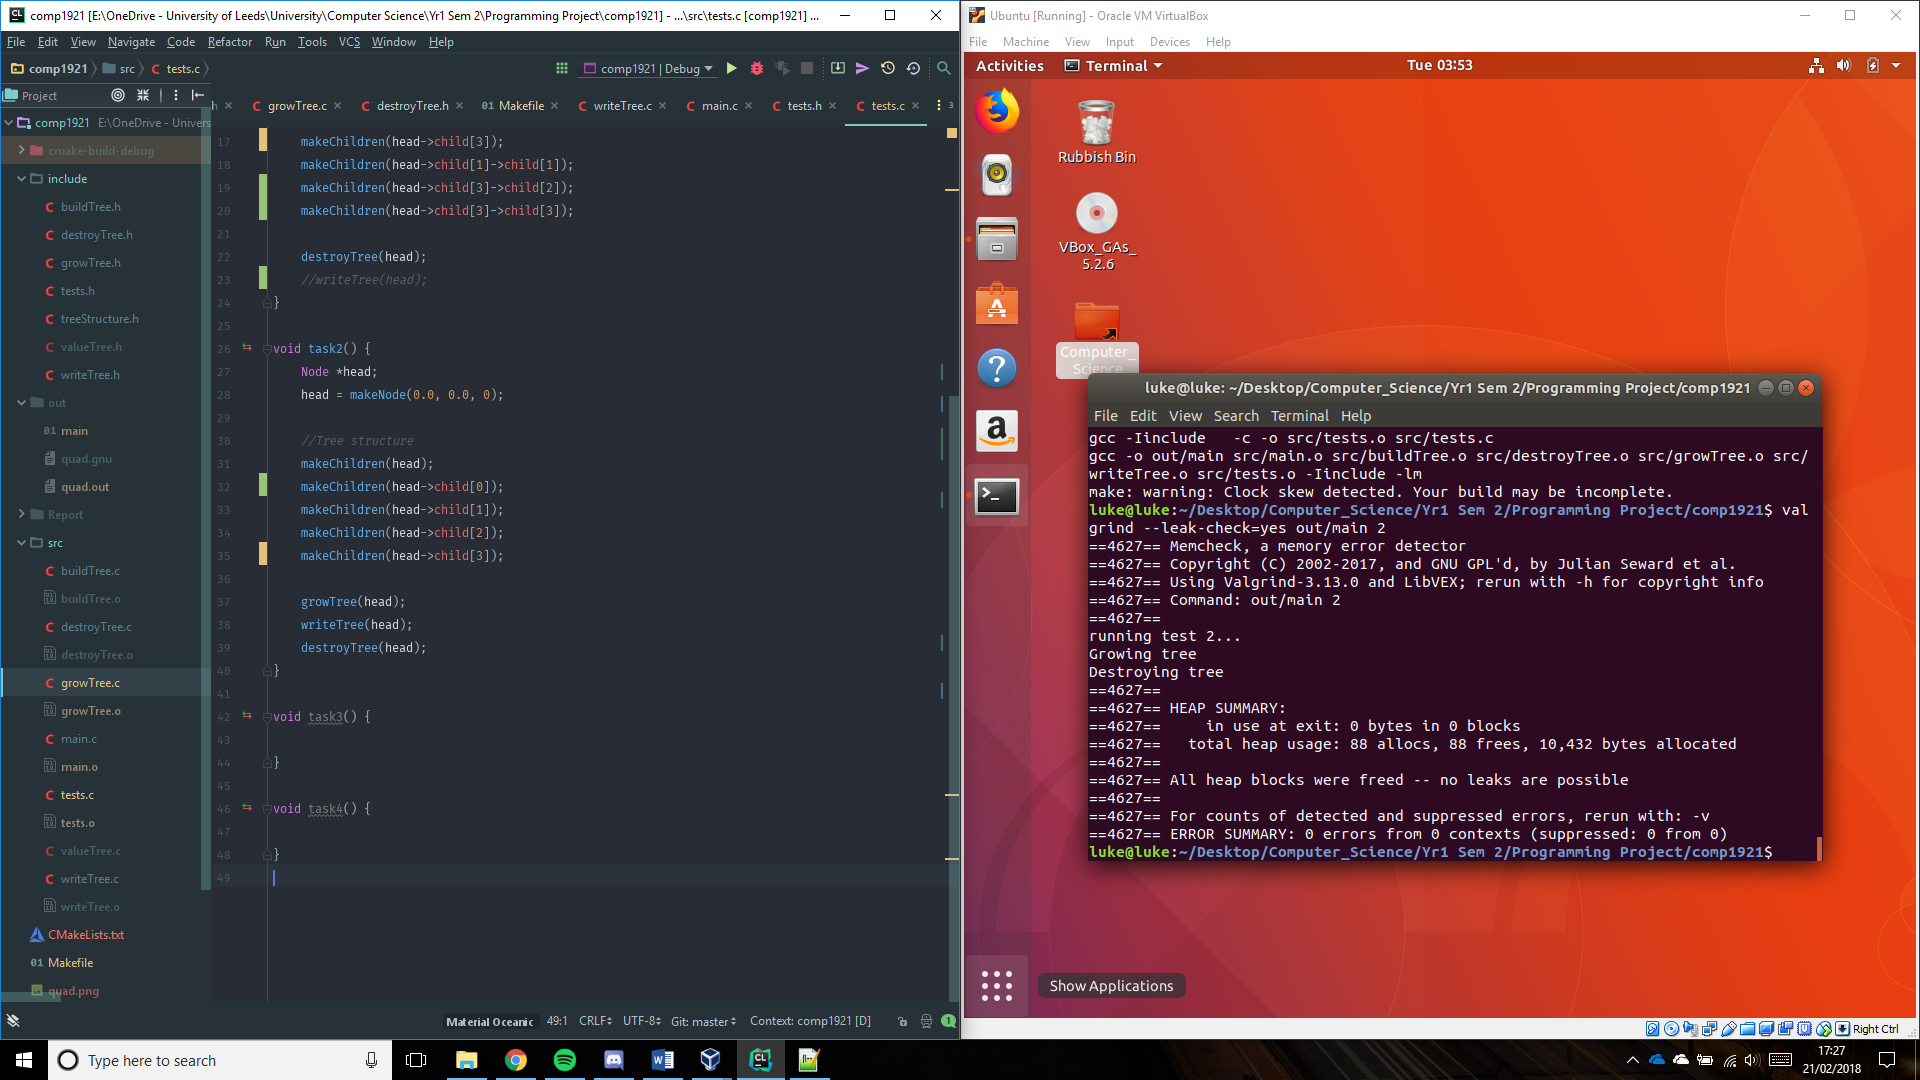 comp1921 [E:\OneDrive - University of Leeds\University\Computer Science\Yr1 Sem 2\Programming Project\comp1921] - ...\src\tests.c [comp1921] ...
File Edit View Navigate Code Refactor Run Tools VCS Window Help
comp1921 src tests.c
comp1921 | Debug
Project
growTree.c destroyTree.h Makefile writeTree.c main.c tests.h tests.c 3
comp1921 E:\OneDrive - Univers
cmake-build-debug
include
buildTree.h
destroyTree.h
growTree.h
tests.h
treeStructure.h
valueTree.h
writeTree.h
out
main
quad.gnu
quad.out
Report
src
buildTree.c
buildTree.o
destroyTree.c
destroyTree.o
growTree.c
growTree.o
main.c
main.o
tests.c
tests.o
valueTree.c
writeTree.c
writeTree.o
CMakeLists.txt
Makefile
quad.png
17 makeChildren(head->child[3]);
18 makeChildren(head->child[1]->child[1]);
19 makeChildren(head->child[3]->child[2]);
20 makeChildren(head->child[3]->child[3]);
21
22 destroyTree(head);
23 //writeTree(head);
24 }
25
26 void task2() {
27 Node *head;
28 head = makeNode(0.0, 0.0, 0);
29
30 //Tree structure
31 makeChildren(head);
32 makeChildren(head->child[0]);
33 makeChildren(head->child[1]);
34 makeChildren(head->child[2]);
35 makeChildren(head->child[3]);
36
37 growTree(head);
38 writeTree(head);
39 destroyTree(head);
40 }
41
42 void task3() {
43
44 }
45
46 void task4() {
47
48 }
49
Material Oceanic 49:1 CRLF UTF-8 Git: master Context: comp1921 [D] 1
Ubuntu [Running] - Oracle VM VirtualBox
File Machine View Input Devices Help
Activities Terminal Tue 03:53
Rubbish Bin
VBox_GAs_
5.2.6
Computer_
Science
luke@luke: ~/Desktop/Computer_Science/Yr1 Sem 2/Programming Project/comp1921
File Edit View Search Terminal Help
gcc -Iinclude   -c -o src/tests.o src/tests.c
gcc -o out/main src/main.o src/buildTree.o src/destroyTree.o src/growTree.o src/
writeTree.o src/tests.o -Iinclude -lm
make: warning: Clock skew detected. Your build may be incomplete.
luke@luke:~/Desktop/Computer_Science/Yr1 Sem 2/Programming Project/comp1921$ val
grind --leak-check=yes out/main 2
==4627== Memcheck, a memory error detector
==4627== Copyright (C) 2002-2017, and GNU GPL'd, by Julian Seward et al.
==4627== Using Valgrind-3.13.0 and LibVEX; rerun with -h for copyright info
==4627== Command: out/main 2
==4627==
running test 2...
Growing tree
Destroying tree
==4627==
==4627== HEAP SUMMARY:
==4627==     in use at exit: 0 bytes in 0 blocks
==4627==   total heap usage: 88 allocs, 88 frees, 10,432 bytes allocated
==4627==
==4627== All heap blocks were freed -- no leaks are possible
==4627==
==4627== For counts of detected and suppressed errors, rerun with: -v
==4627== ERROR SUMMARY: 0 errors from 0 contexts (suppressed: 0 from 0)
luke@luke:~/Desktop/Computer_Science/Yr1 Sem 2/Programming Project/comp1921$
Show Applications
Right Ctrl
Type here to search
17:27
21/02/2018